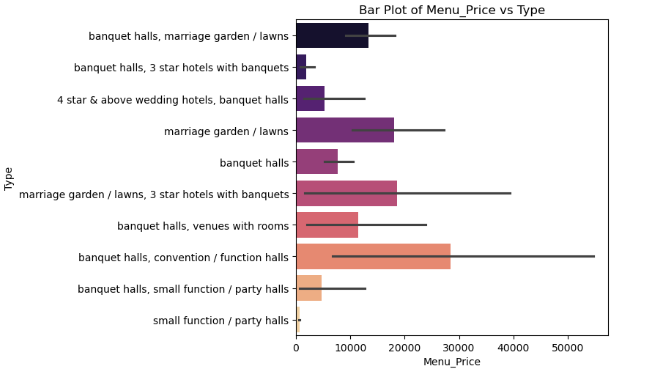 Bar Plot of Menu_Price vs Type
banquet halls, marriage garden / lawns
banquet halls, 3 star hotels with banquets
4 star & above wedding hotels, banquet halls
marriage garden / lawns
banquet halls
marriage garden / lawns, 3 star hotels with banquets
banquet halls, venues with rooms
banquet halls, convention / function halls
banquet halls, small function / party halls
small function / party halls
Type
0 10000 20000 30000 40000 50000
Menu_Price